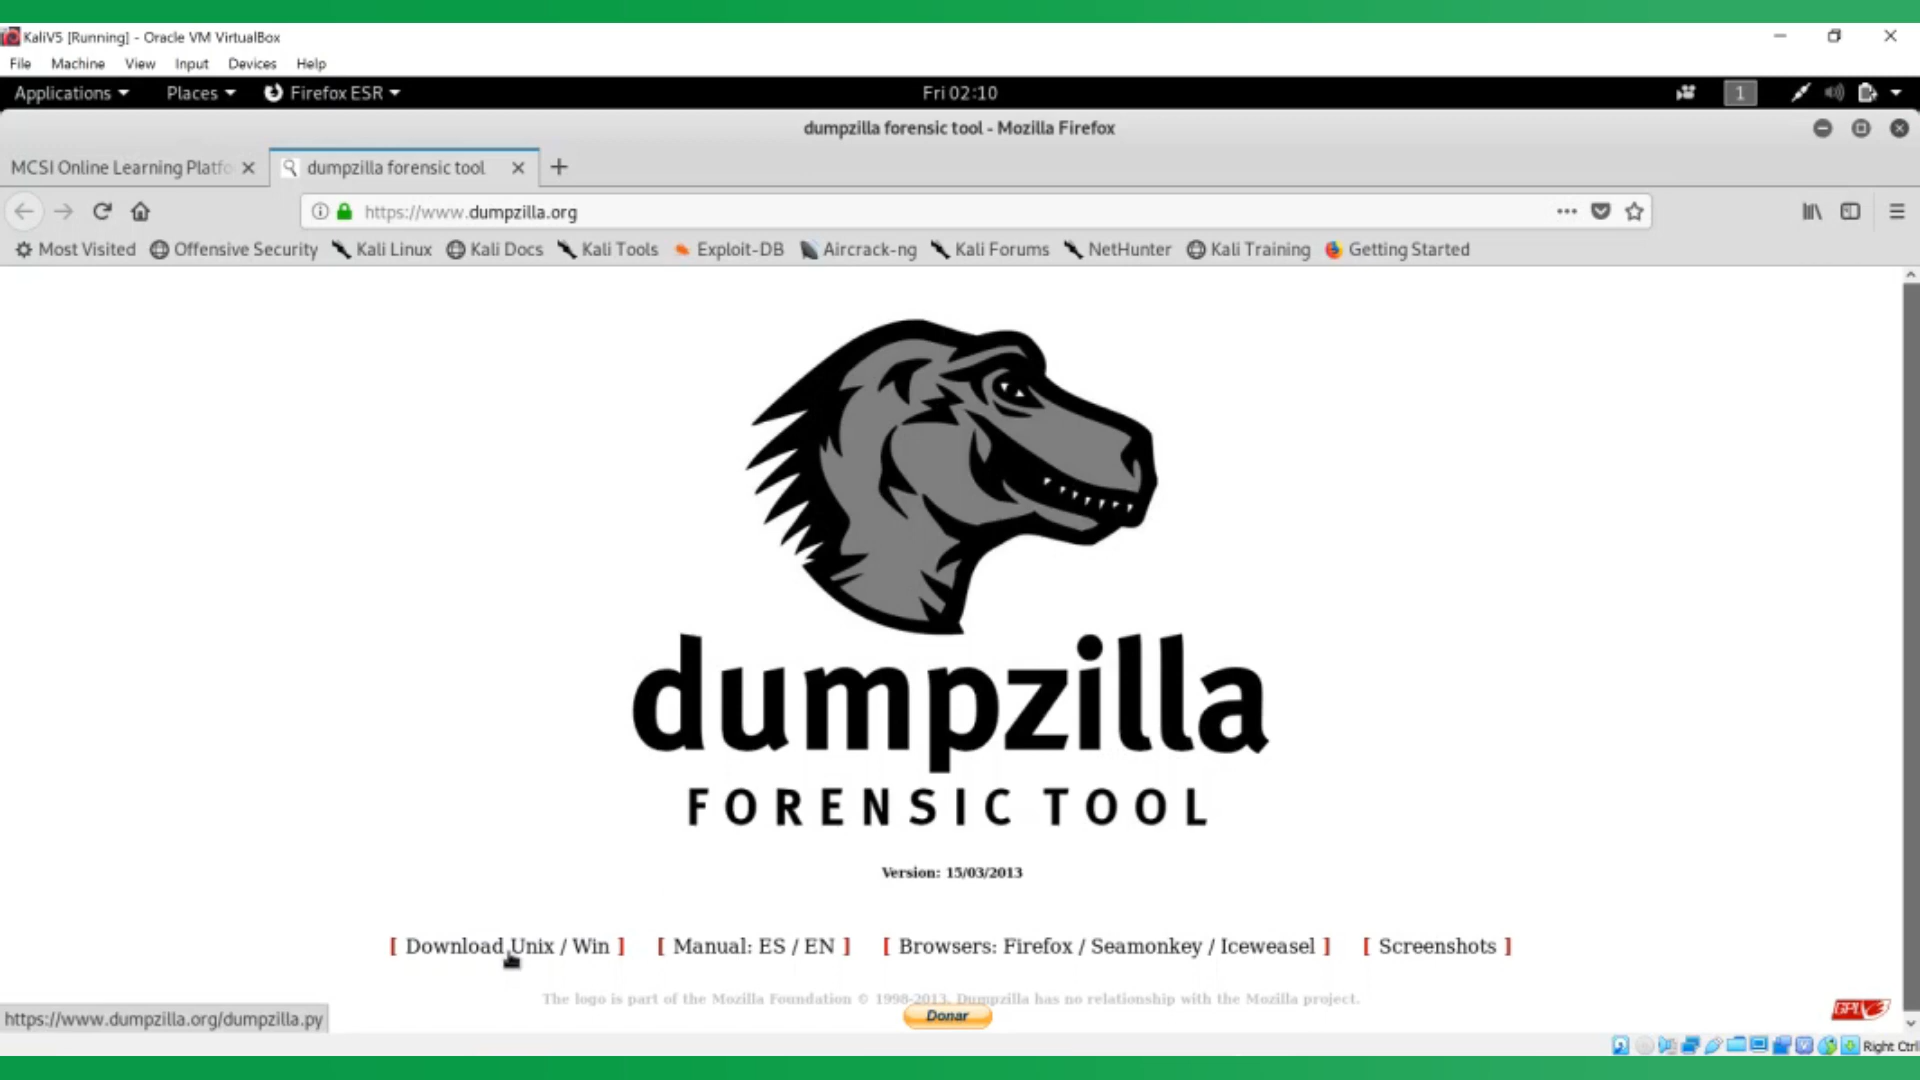 KaliV5 [Running] - Oracle VM VirtualBox
File Machine View Input Devices Help
Applications Places Firefox ESR Fri 02:10 1
dumpzilla forensic tool - Mozilla Firefox
MCSI Online Learning Platfo dumpzilla forensic tool
https://www.dumpzilla.org
Most Visited Offensive Security Kali Linux Kali Docs Kali Tools Exploit-DB Aircrack-ng Kali Forums NetHunter Kali Training Getting Started
dumpzilla
FORENSIC TOOL
Version: 15/03/2013
[ Download Unix / Win ] [ Manual: ES / EN ] [ Browsers: Firefox / Seamonkey / Iceweasel ] [ Screenshots ]
The logo is part of the Mozilla Foundation © 1998-2013. Dumpzilla has no relationship with the Mozilla project.
Donar
GPLv3
https://www.dumpzilla.org/dumpzilla.py
Right Ctrl